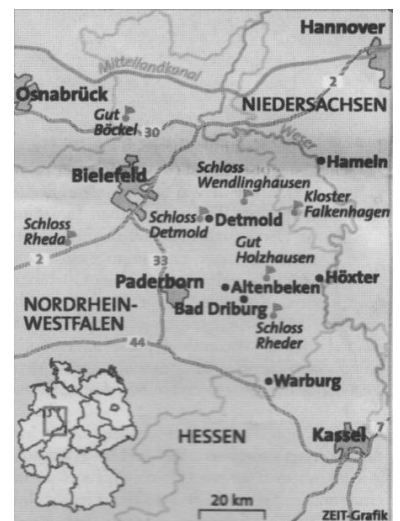 Hannover
Mittellandkanal
2
Osnabrück
NIEDERSACHSEN
Gut
Böckel
30
Weser
Hameln
Bielefeld
Schloss
Wendlinghausen
Kloster
Falkenhagen
Schloss
Rheda
Schloss
Detmold
Detmold
2
33
Gut
Holzhausen
Paderborn
Höxter
Altenbeken
NORDRHEIN-
WESTFALEN
Bad Driburg
Schloss
Rheder
44
Warburg
HESSEN
Kassel
7
20 km
ZEIT-Grafik